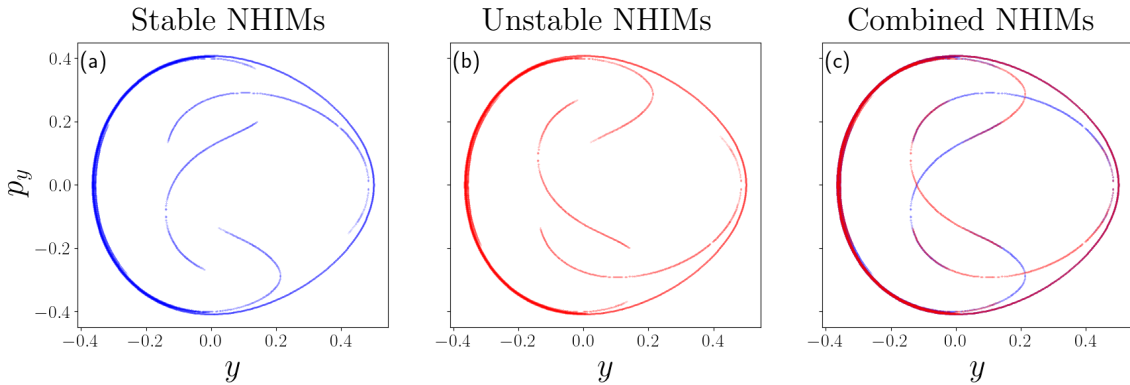 Stable NHIMs Unstable NHIMs Combined NHIMs
(a) (b) (c)
0.4
0.2
0.0
−0.2
−0.4
p_y
−0.4 −0.2 0.0 0.2 0.4 −0.4 −0.2 0.0 0.2 0.4 −0.4 −0.2 0.0 0.2 0.4
y y y